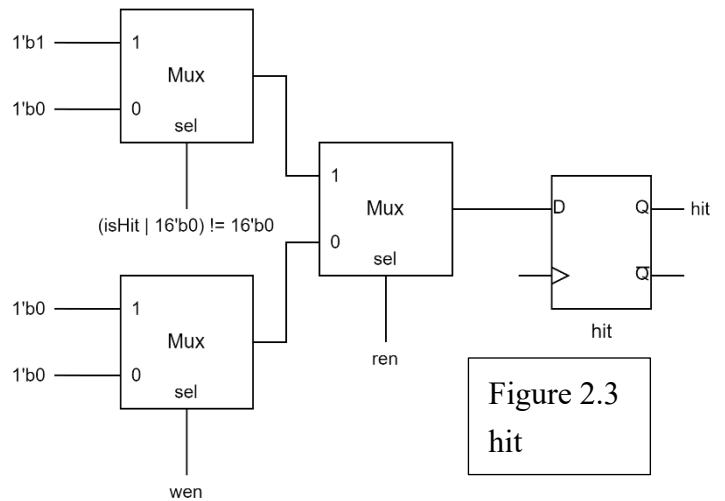 1'b1
1
Mux
1'b0
0
sel
(isHit | 16'b0) != 16'b0
1
Mux
0
sel
ren
1'b0
1
Mux
1'b0
0
sel
wen
D
Q
hit
Q
hit
Figure 2.3
hit